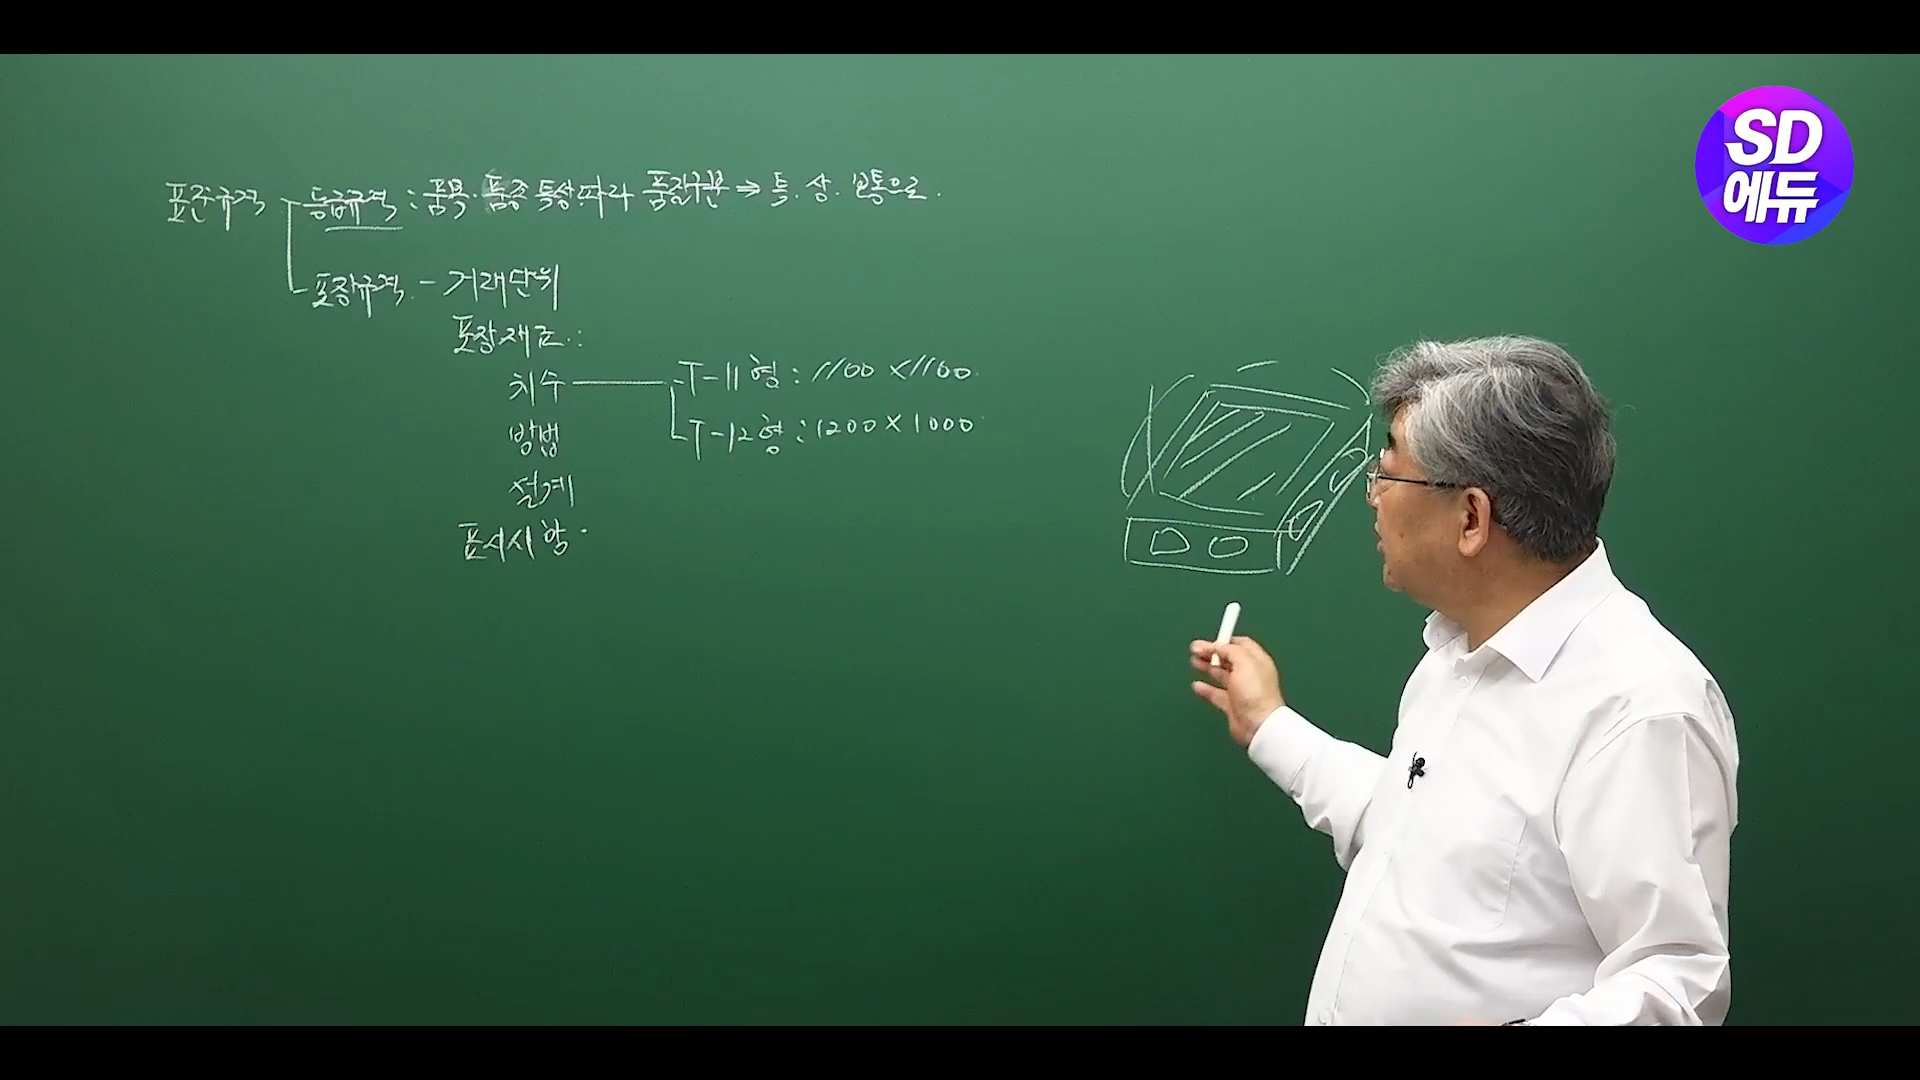 SD
에듀
표준규격 등급규격 : 품목. 품종 특성따라 품질구분 ⇒ 특. 상. 보통으로.
포장규격. - 거래단위
포장재료 :
치수 T-11형 : 1100 x 1100.
방법 T-12형 : 1200 x 1000.
설계
표시사항.